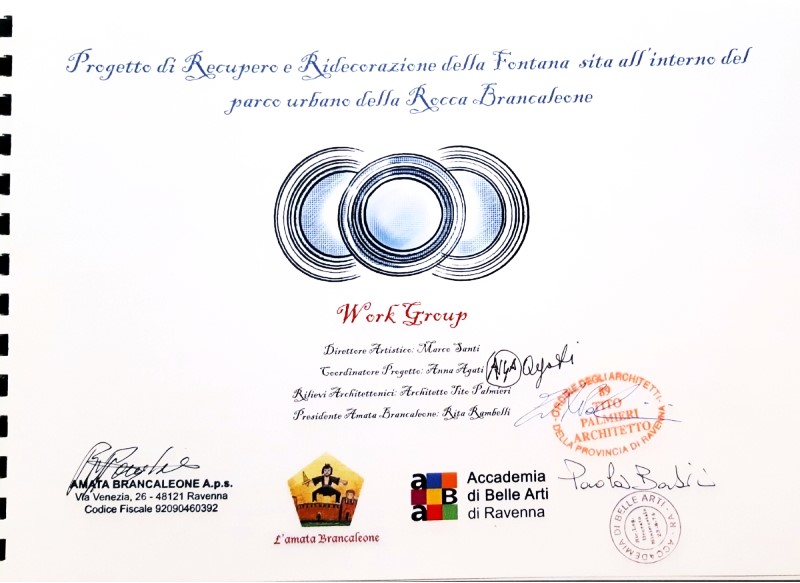 Progetto di Recupero e Ridecorazione della Fontana sita all'interno del
parco urbano della Rocca Brancaleone
Work Group
Direttore Artistico: Marco Santi
Coordinatore Progetto: Anna Agati
Rilievi Architettonici: Architetto Tito Palmieri
Presidente Amata Brancaleone: Rita Rambelli
ORDINE DEGLI ARCHITETTI
89
TITO
PALMIERI
ARCHITETTO
DELLA PROVINCIA DI RAVENNA
AMATA BRANCALEONE A.p.s.
Via Venezia, 26 - 48121 Ravenna
Codice Fiscale 92090460392
L'amata Brancaleone
a
aBa
a
Accademia
di Belle Arti
di Ravenna
ACCADEMIA DI BELLE ARTI - RA